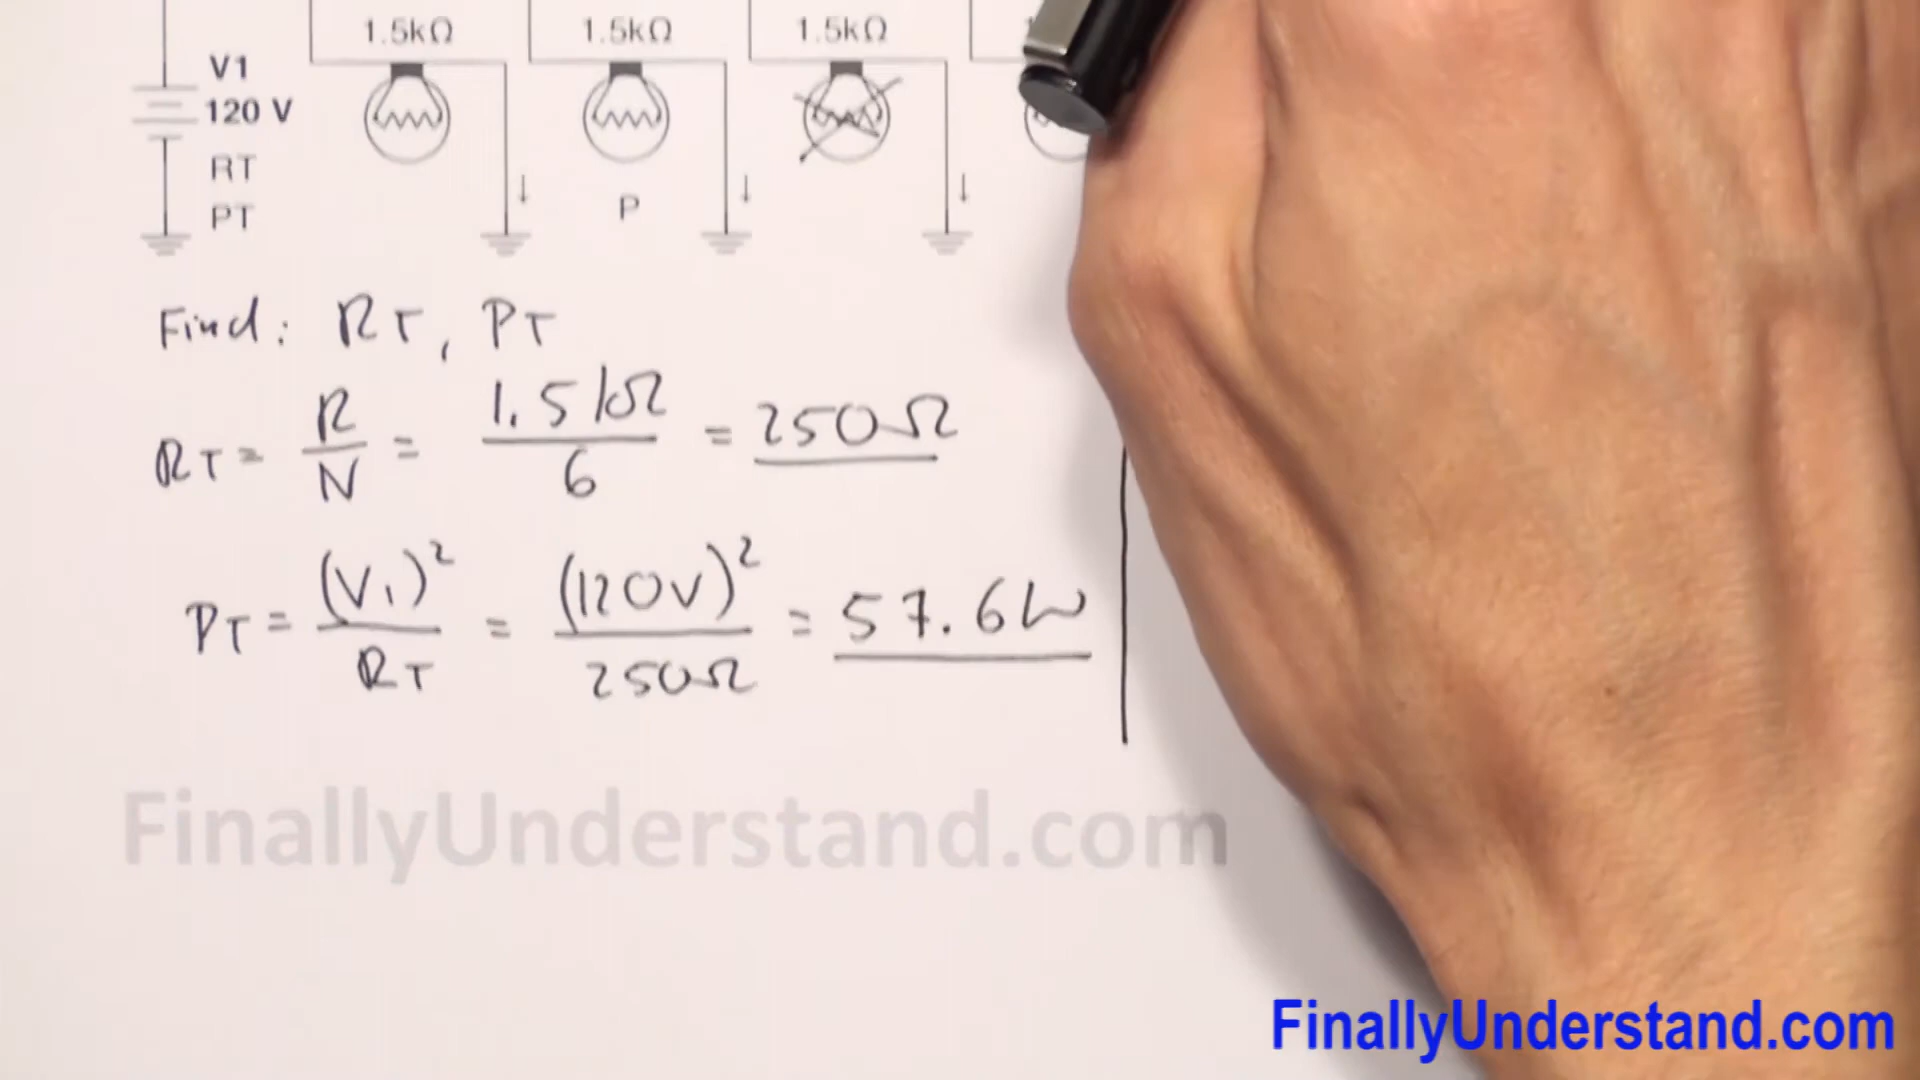 1.5kΩ 1.5kΩ 1.5kΩ
V1
120 V
RT
PT
↓ P ↓ ↓
Find: RT, PT
RT = R/N = 1.5kΩ/6 = 250Ω
PT = (V1)²/RT = (120V)²/250Ω = 57.6W
FinallyUnderstand.com
FinallyUnderstand.com